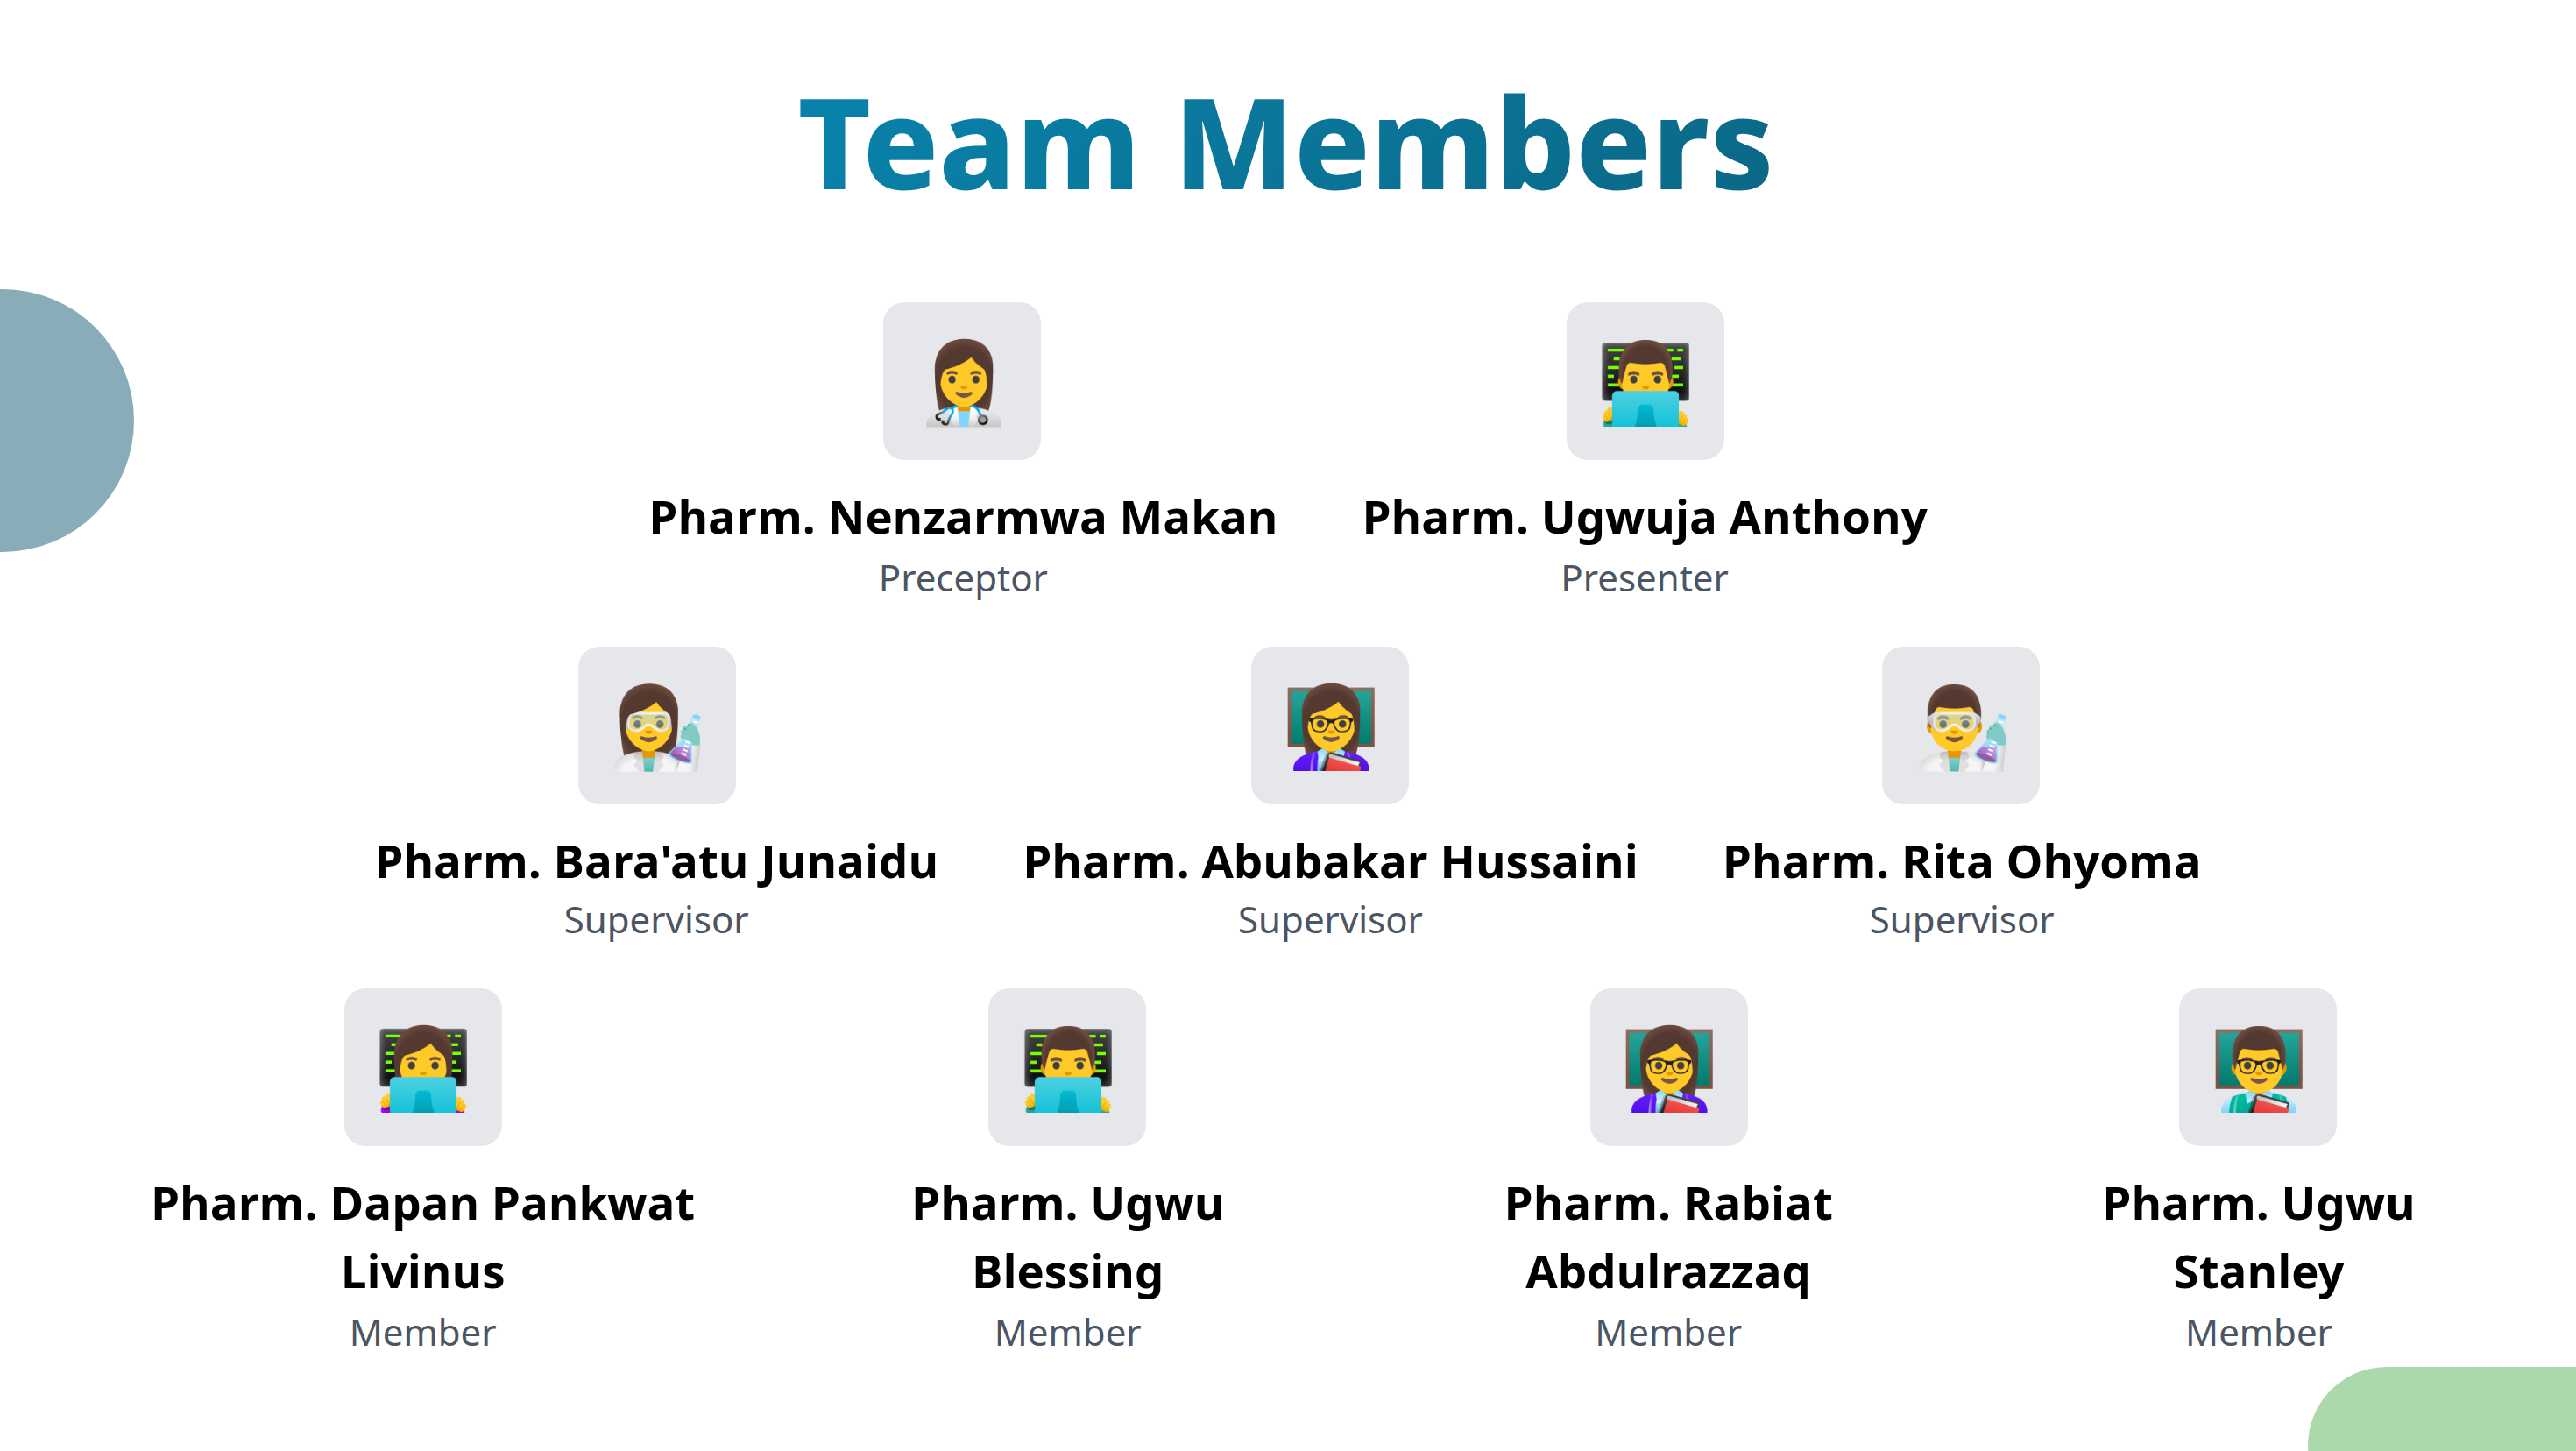 Team Members
Pharm. Nenzarmwa Makan
Preceptor
Pharm. Ugwuja Anthony
Presenter
Pharm. Bara'atu Junaidu
Supervisor
Pharm. Abubakar Hussaini
Supervisor
Pharm. Rita Ohyoma
Supervisor
Pharm. Dapan Pankwat
Livinus
Member
Pharm. Ugwu
Blessing
Member
Pharm. Rabiat
Abdulrazzaq
Member
Pharm. Ugwu
Stanley
Member